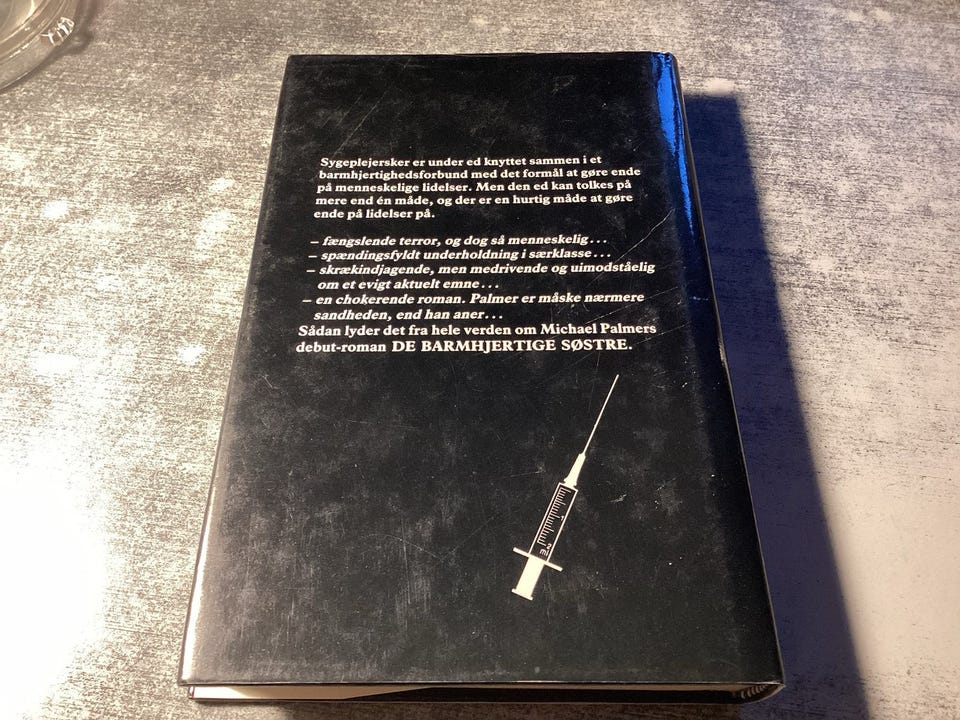 Sygeplejersker er under ed knyttet sammen i et
barmhjertighedsforbund med det formål at gøre ende
på menneskelige lidelser. Men den ed kan tolkes på
mere end én måde, og der er en hurtig måde at gøre
ende på lidelser på.
– fængslende terror, og dog så menneskelig...
– spændingsfyldt underholdning i særklasse...
– skrækindjagende, men medrivende og uimodståelig
om et evigt aktuelt emne...
– en chokerende roman. Palmer er måske nærmere
sandheden, end han aner...
Sådan lyder det fra hele verden om Michael Palmers
debut-roman DE BARMHJERTIGE SØSTRE.